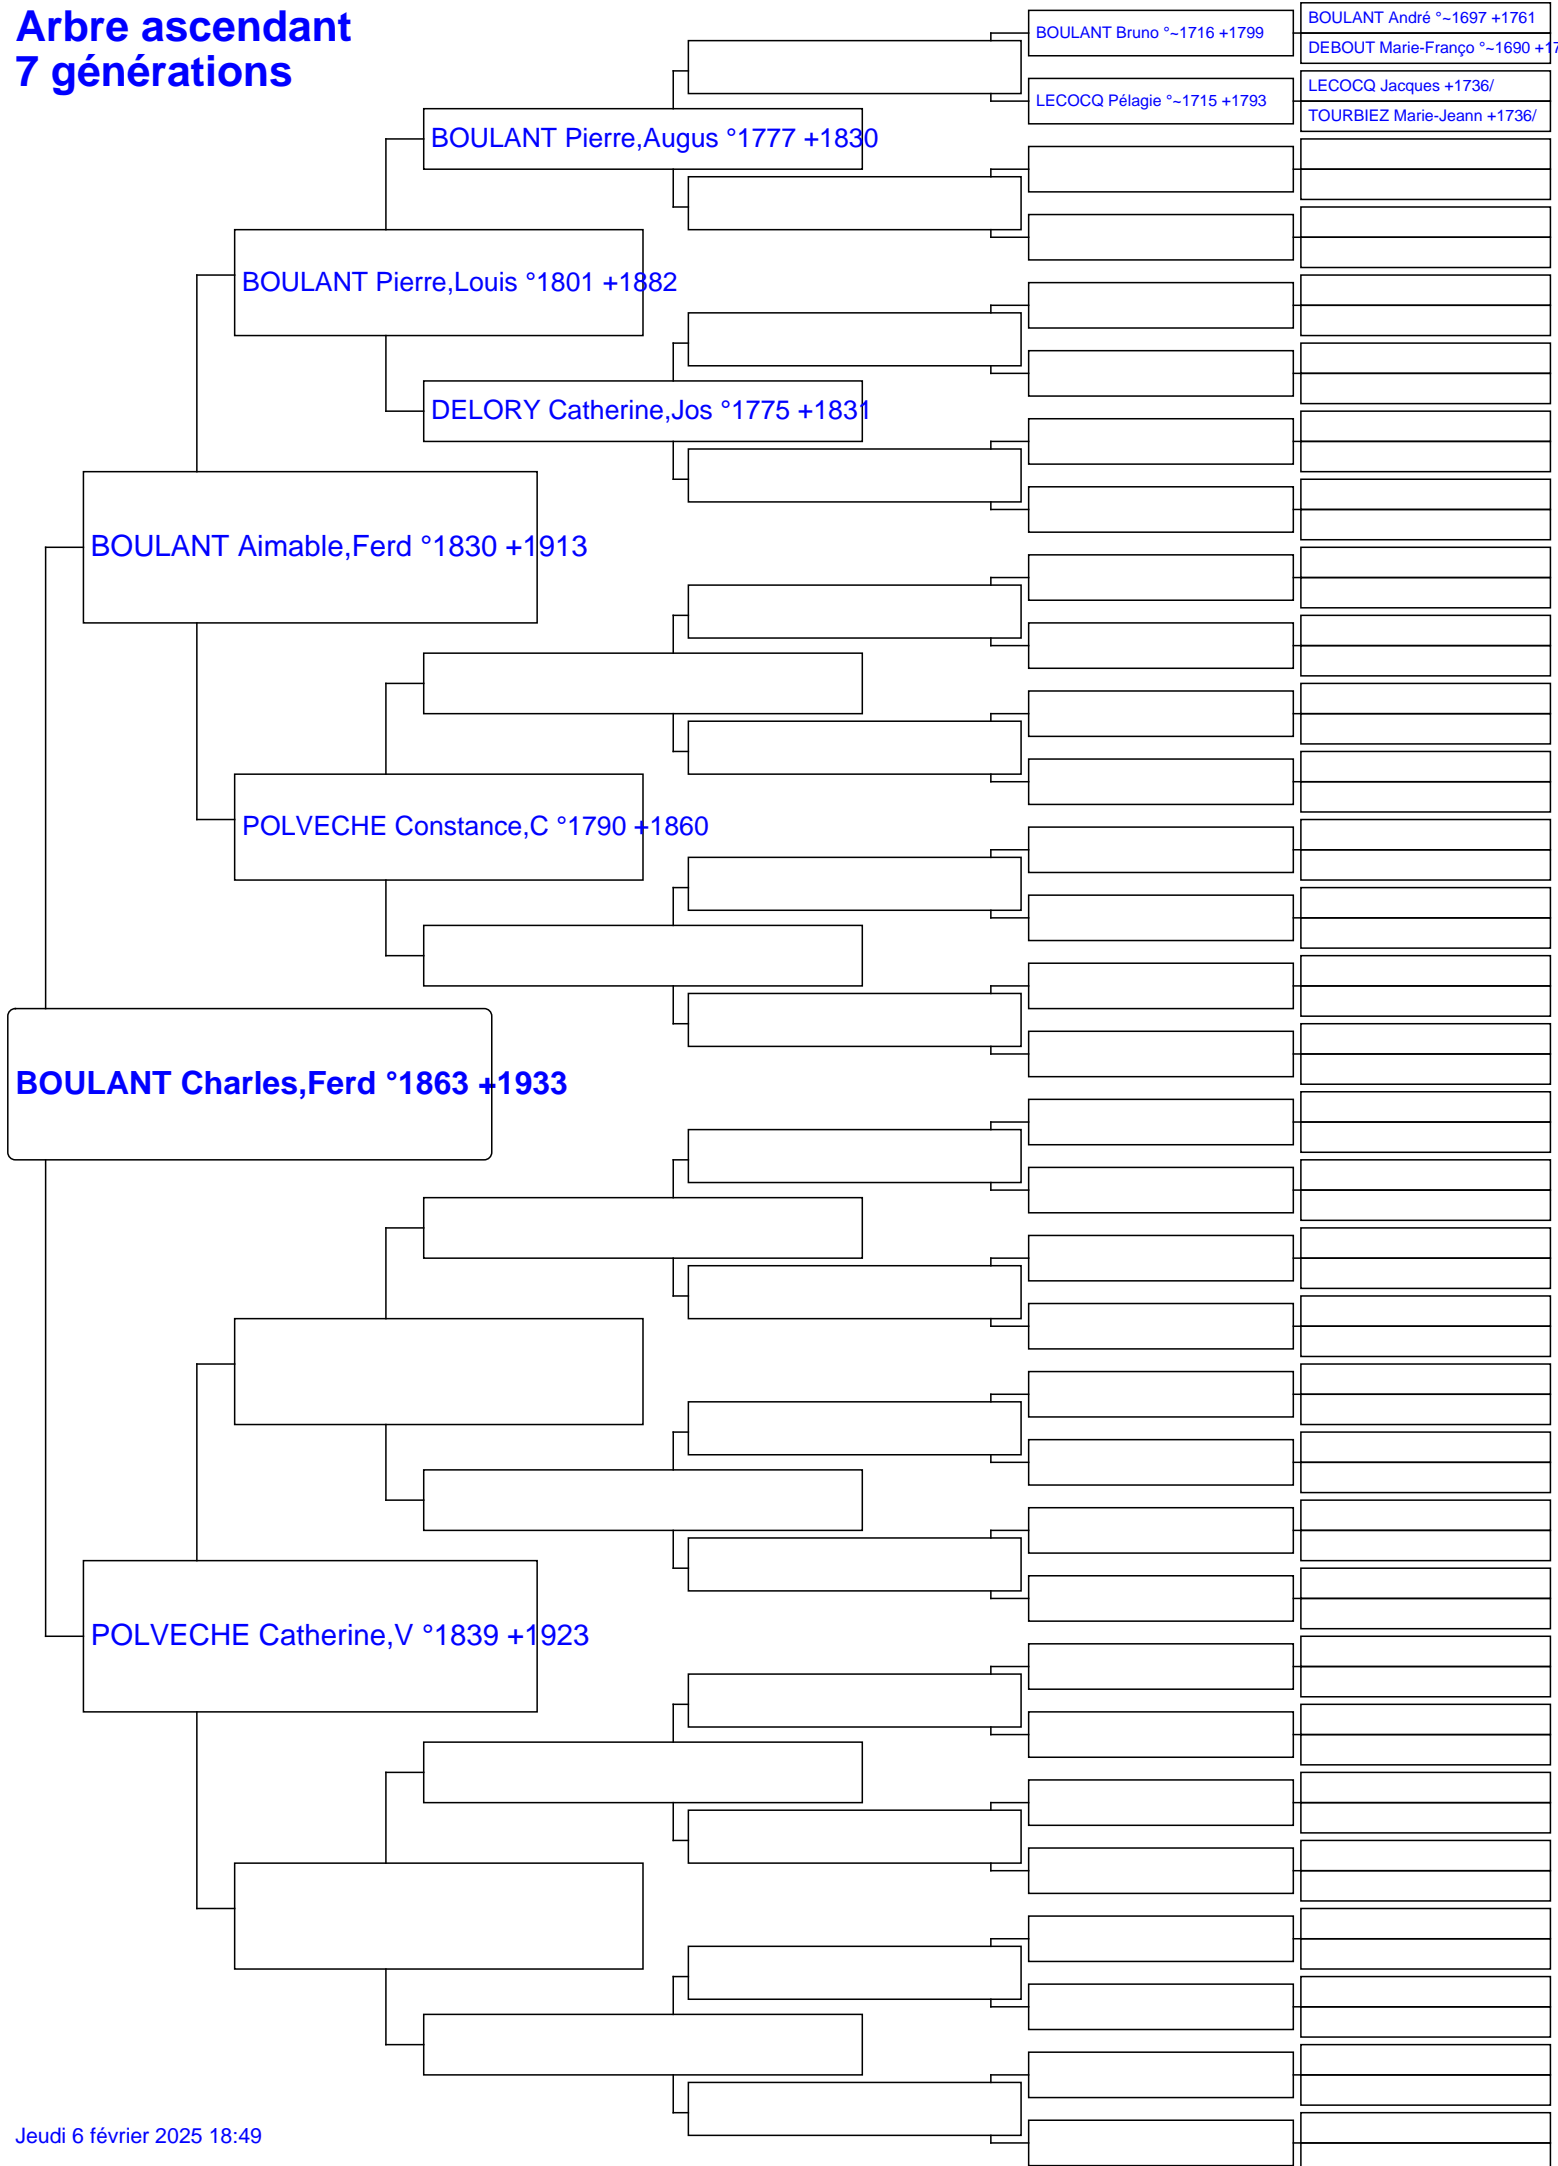 Arbre ascendant
7 générations
BOULANT Bruno °~1716 +1799
BOULANT André °~1697 +1761
DEBOUT Marie-Franço °~1690 +17
LECOCQ Pélagie °~1715 +1793
LECOCQ Jacques +1736/
TOURBIEZ Marie-Jeann +1736/
BOULANT Pierre,Augus °1777 +1830
BOULANT Pierre,Louis °1801 +1882
DELORY Catherine,Jos °1775 +1831
BOULANT Aimable,Ferd °1830 +1913
POLVECHE Constance,C °1790 +1860
BOULANT Charles,Ferd °1863 +1933
POLVECHE Catherine,V °1839 +1923
Jeudi 6 février 2025 18:49